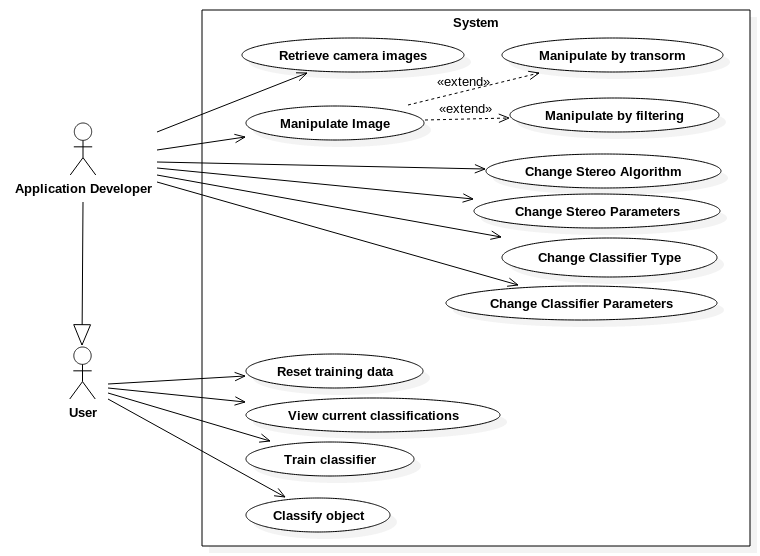 System
Retrieve camera images
Manipulate by transorm
«extend»
«extend»
Manipulate Image
Manipulate by filtering
Application Developer
Change Stereo Algorithm
Change Stereo Parameters
Change Classifier Type
Change Classifier Parameters
User
Reset training data
View current classifications
Train classifier
Classify object